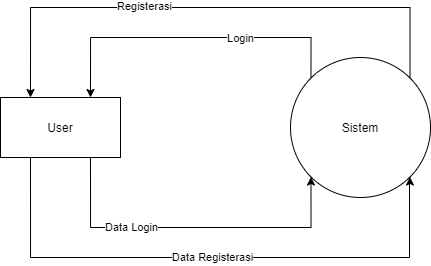 Registerasi
Login
User
Sistem
Data Login
Data Registerasi